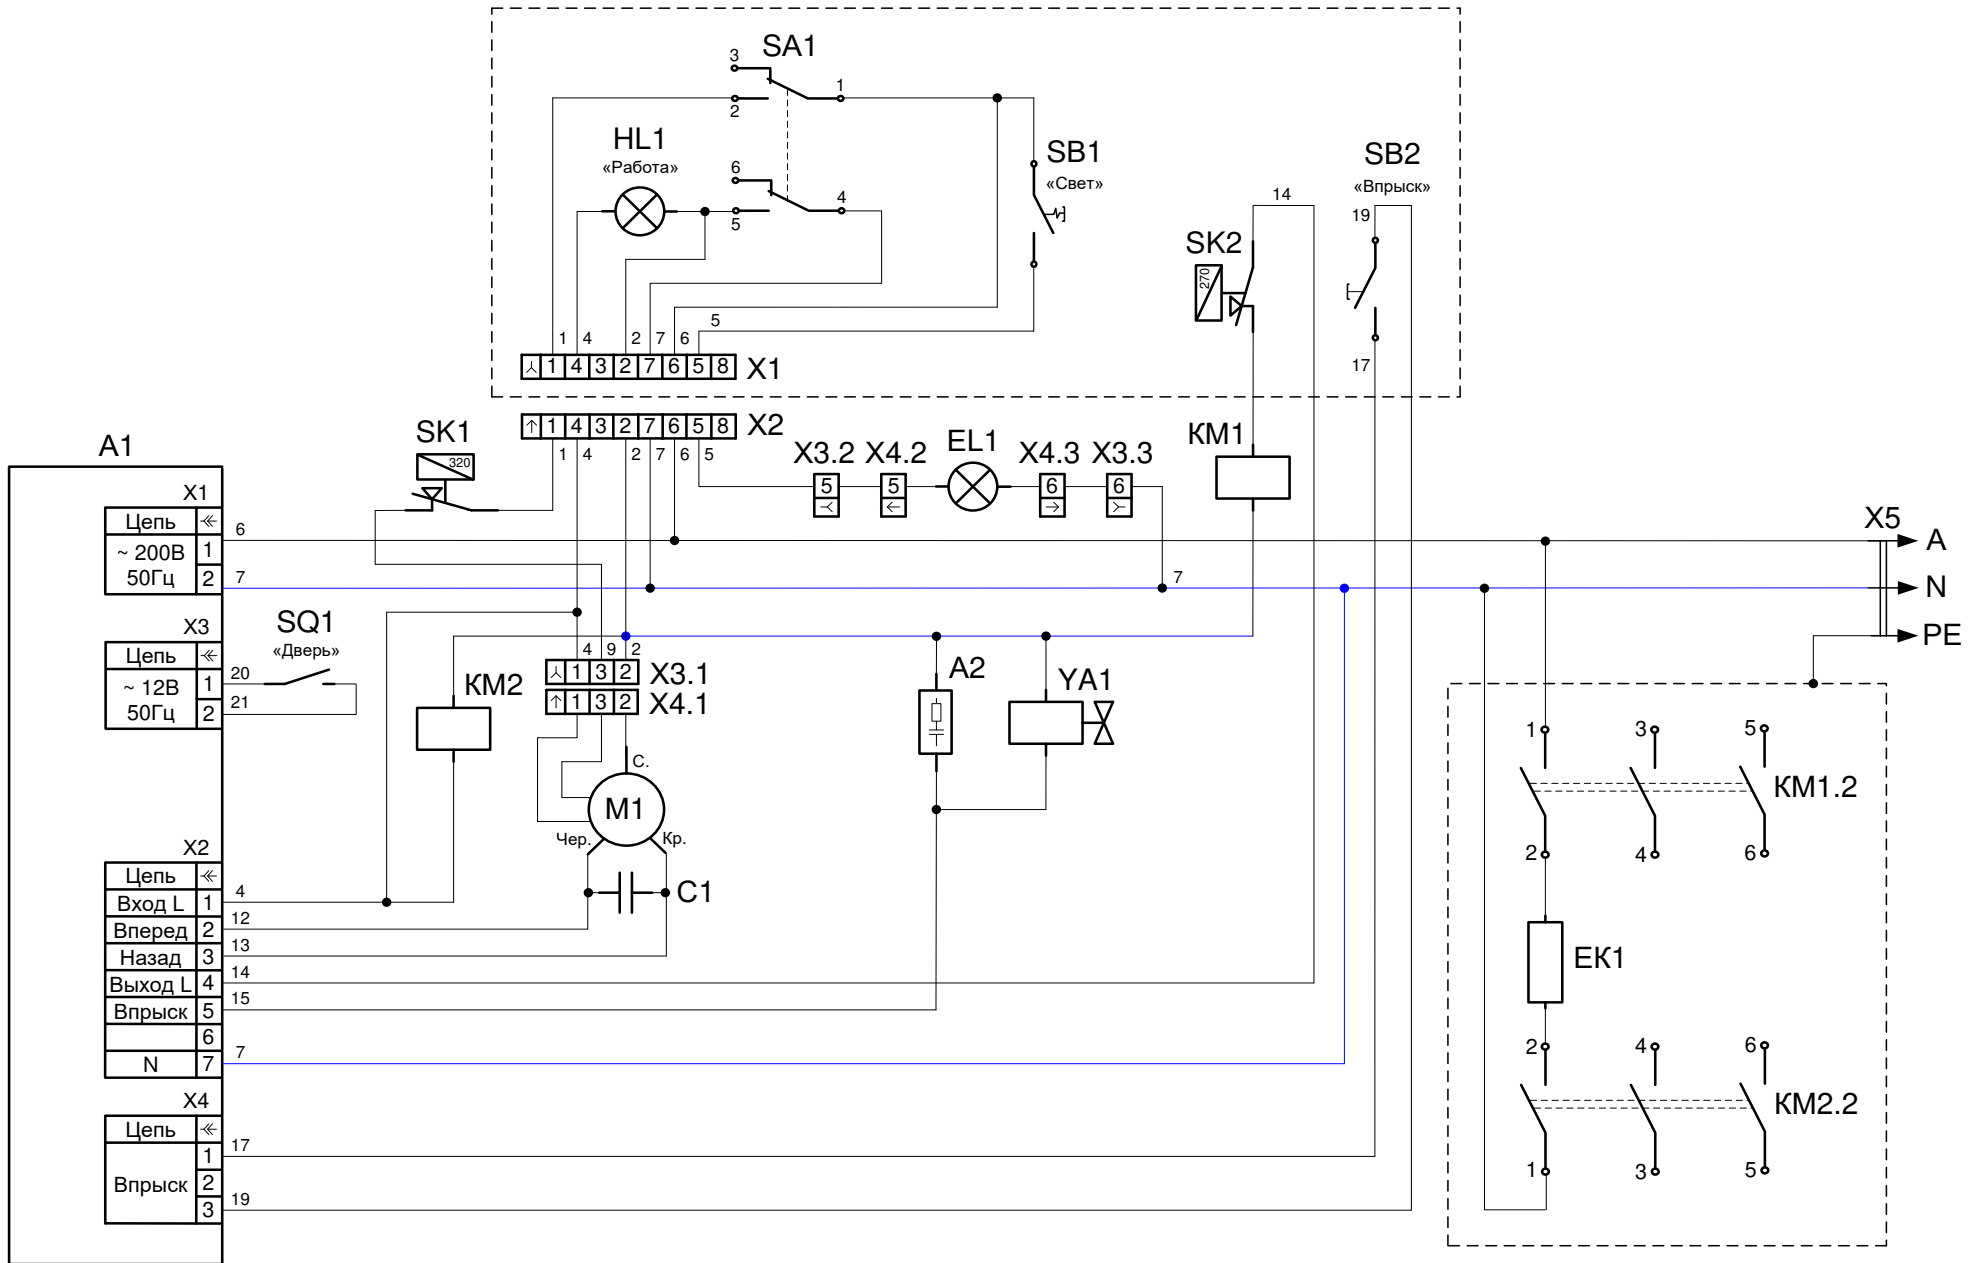 SA1
3
2
1
HL1
«Работа»
6
5
4
SB1
«Свет»
SB2
«Впрыск»
14
19
SK2
270
17
5
1 4 2 7 6
1 4 3 2 7 6 5 8 X1
1 4 3 2 7 6 5 8 X2
1 4 2 7 6 5
SK1
320
X3.2 X4.2 EL1 X4.3 X3.3
5 5 6 6
КМ1
A1
X1
Цепь
~ 200В 1
50Гц 2
6
7
7
X5
A
N
PE
X3
Цепь
~ 12В 1
50Гц 2
20
21
SQ1
«Дверь»
4 9 2
1 3 2 X3.1
1 3 2 X4.1
КМ2
A2
YA1
С.
M1
Чер.
Кр.
C1
X2
Цепь
Вход L 1
Вперед 2
Назад 3
Выход L 4
Впрыск 5
6
N 7
4
12
13
14
15
7
X4
Цепь
1
Впрыск 2
3
17
19
1 3 5
КМ1.2
2 4 6
ЕК1
2 4 6
КМ2.2
1 3 5